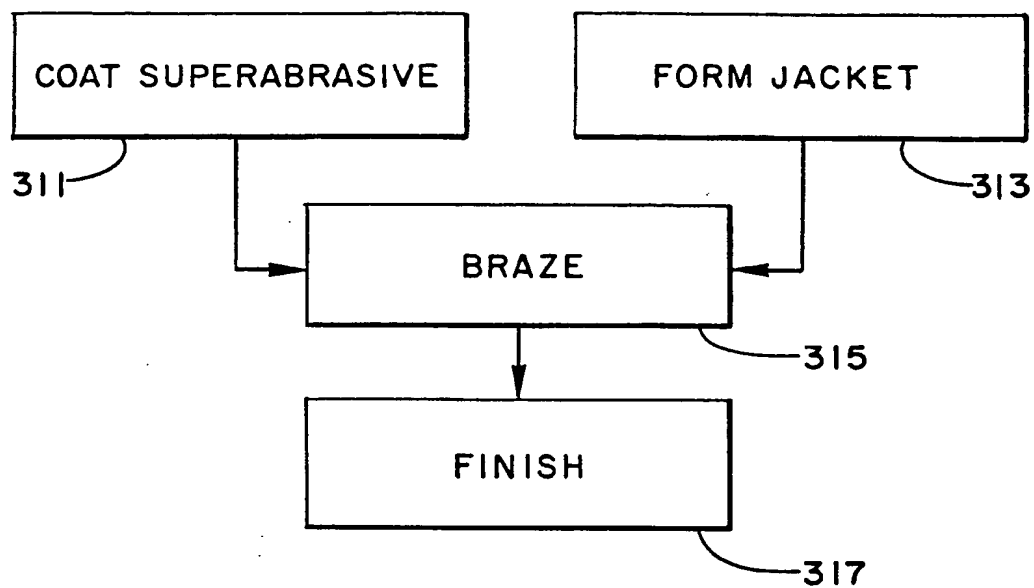 COAT SUPERABRASIVE
FORM JACKET
311
313
BRAZE
315
FINISH
317